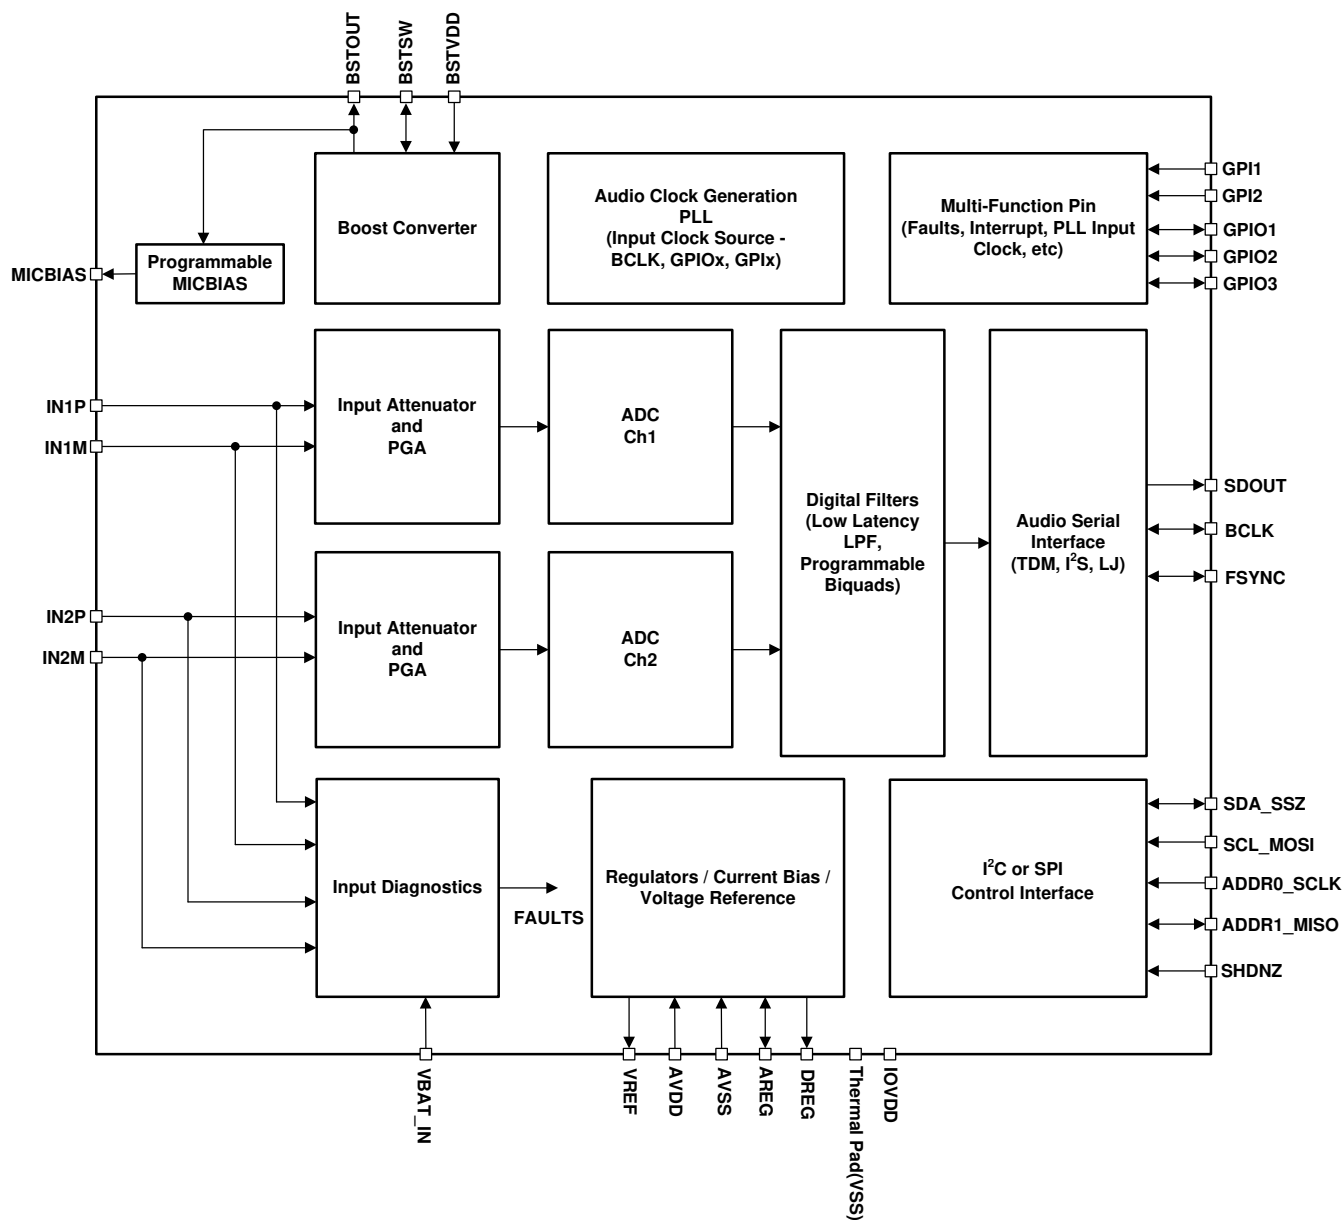 BSTOUT
BSTSW
BSTVDD
Boost Converter
Audio Clock Generation
PLL
(Input Clock Source -
BCLK, GPIOx, GPIx)
Multi-Function Pin
(Faults, Interrupt, PLL Input
Clock, etc)
GPI1
GPI2
GPIO1
GPIO2
GPIO3
MICBIAS
Programmable
MICBIAS
IN1P
IN1M
Input Attenuator
and
PGA
ADC
Ch1
Digital Filters
(Low Latency
LPF,
Programmable
Biquads)
Audio Serial
Interface
(TDM, I²S, LJ)
SDOUT
BCLK
FSYNC
IN2P
IN2M
Input Attenuator
and
PGA
ADC
Ch2
Input Diagnostics
FAULTS
Regulators / Current Bias /
Voltage Reference
I²C or SPI
Control Interface
SDA_SSZ
SCL_MOSI
ADDR0_SCLK
ADDR1_MISO
SHDNZ
VBAT_IN
VREF
AVDD
AVSS
AREG
DREG
Thermal Pad(VSS)
IOVDD